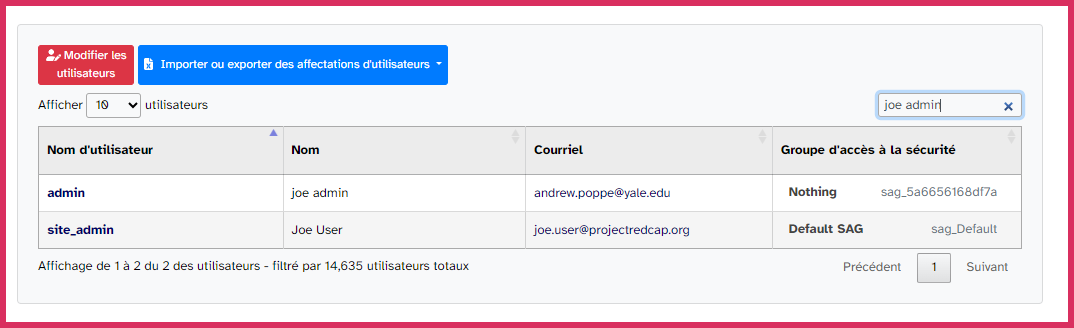 Modifier les
utilisateurs
Importer ou exporter des affectations d'utilisateurs
Afficher 10 utilisateurs
joe admin
Nom d'utilisateur Nom Courriel Groupe d'accès à la sécurité
admin joe admin andrew.poppe@yale.edu Nothing sag_5a6656168df7a
site_admin Joe User joe.user@projectredcap.org Default SAG sag_Default
Affichage de 1 à 2 du 2 des utilisateurs - filtré par 14,635 utilisateurs totaux
Précédent 1 Suivant